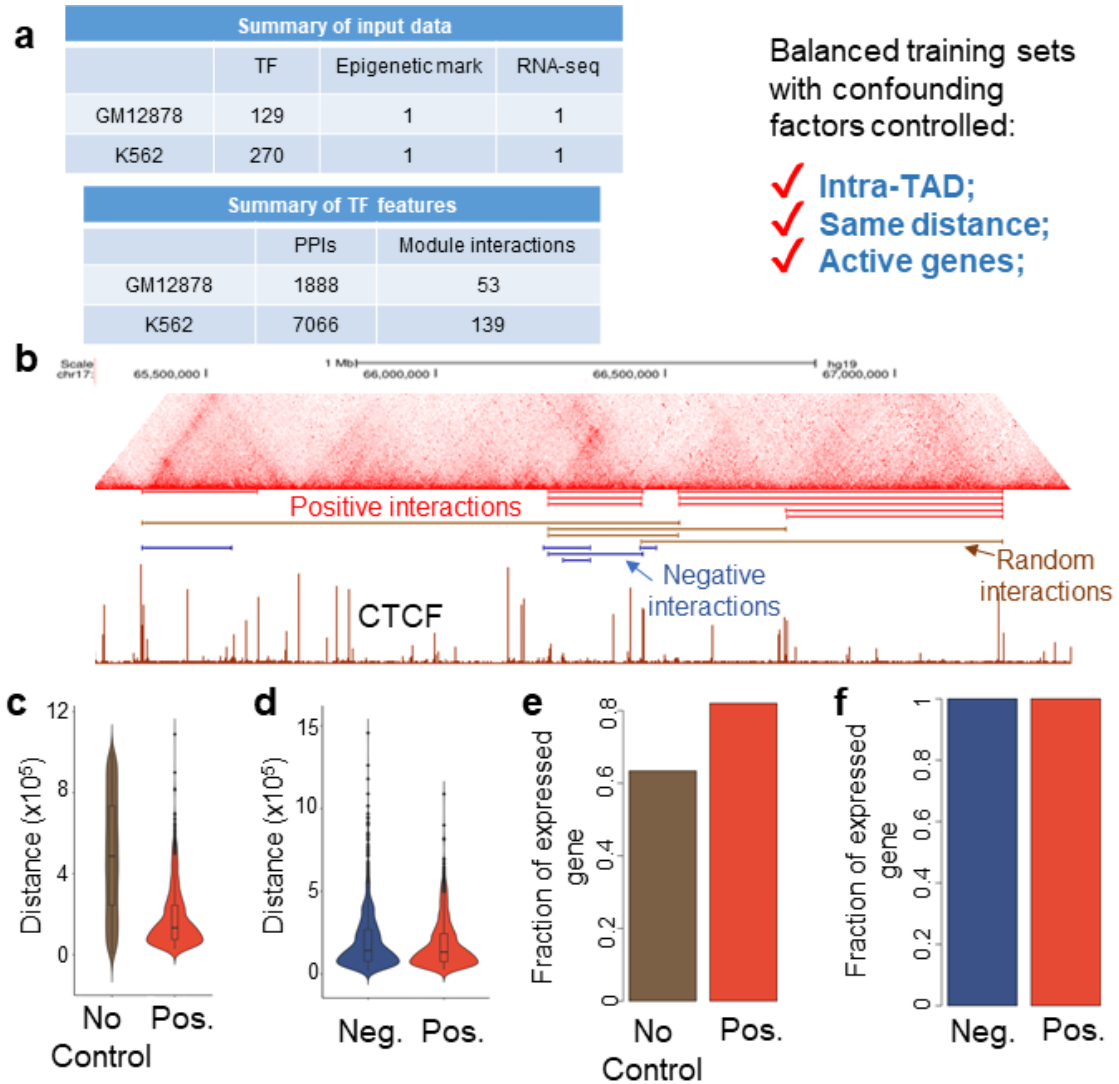 a
Summary of input data
TF Epigenetic mark RNA-seq
GM12878 129 1 1
K562 270 1 1
Summary of TF features
PPIs Module interactions
GM12878 1888 53
K562 7066 139
Balanced training sets
with confounding
factors controlled:
✓ Intra-TAD;
✓ Same distance;
✓ Active genes;
b
Scale 1 Mb hg19
chr17: 65,500,000 66,000,000 66,500,000 67,000,000
Positive interactions
Random
interactions
Negative
interactions
CTCF
c
Distance (x10⁵)
12
8
4
0
No
Control
Pos.
d
Distance (x10⁵)
15
10
5
0
Neg. Pos.
e
Fraction of expressed
gene
0.8
0.6
0.4
0.2
0
No
Control
Pos.
f
Fraction of expressed
gene
1
0.8
0.6
0.4
0.2
0
Neg. Pos.